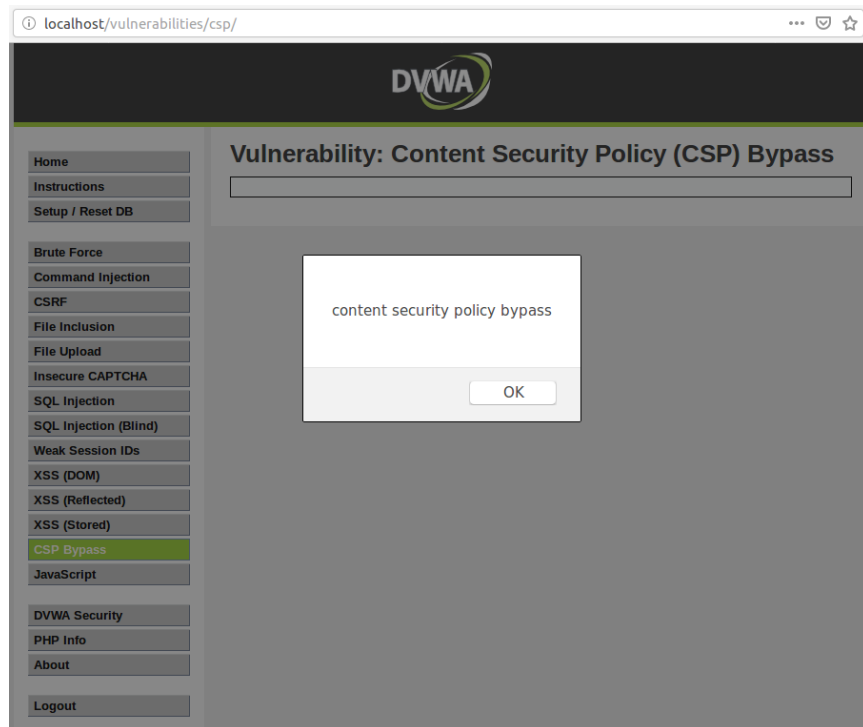 localhost/vulnerabilities/csp/
DVWA
Vulnerability: Content Security Policy (CSP) Bypass
Home
Instructions
Setup / Reset DB
Brute Force
Command Injection
CSRF
File Inclusion
File Upload
Insecure CAPTCHA
SQL Injection
SQL Injection (Blind)
Weak Session IDs
XSS (DOM)
XSS (Reflected)
XSS (Stored)
CSP Bypass
JavaScript
DVWA Security
PHP Info
About
Logout
content security policy bypass
OK